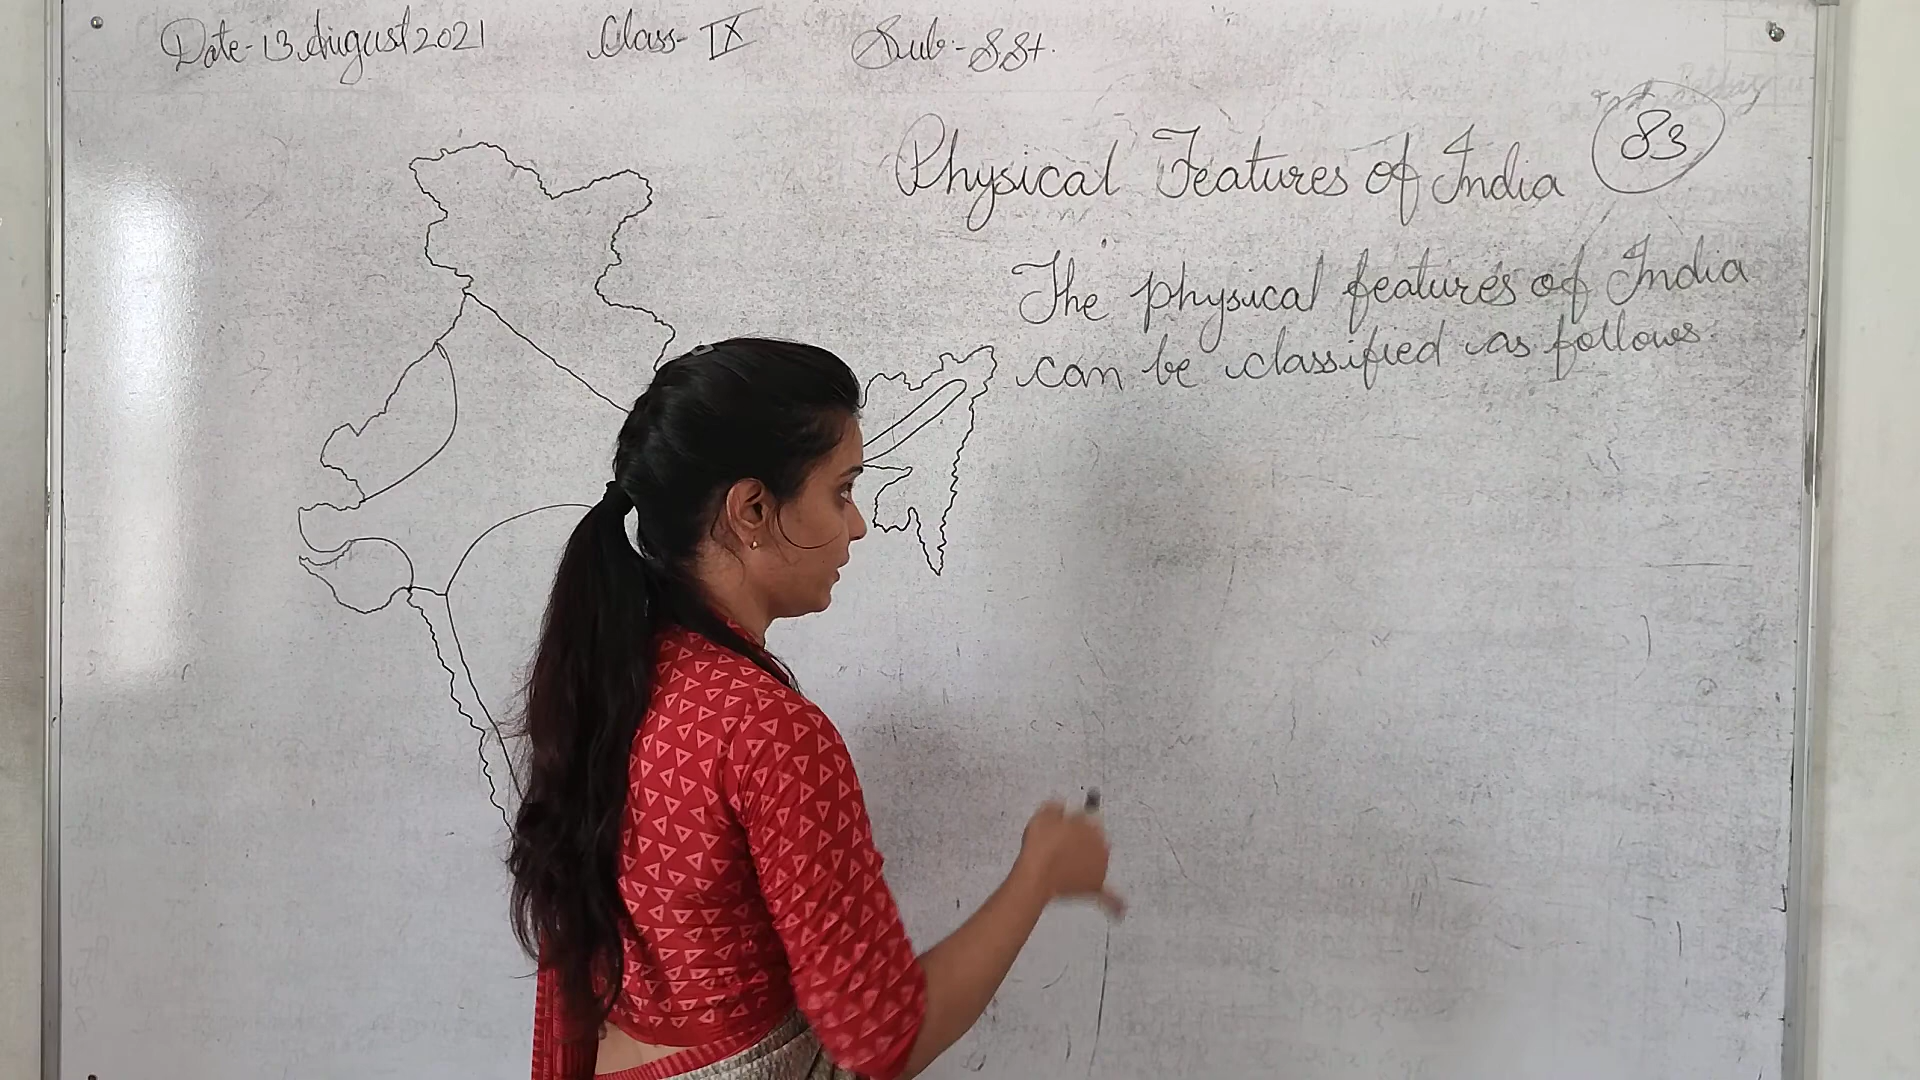 Date-13 August 2021 Class-IX Sub:-S.St.
Physical Features of India 83
The physical features of India
can be classified as follows.